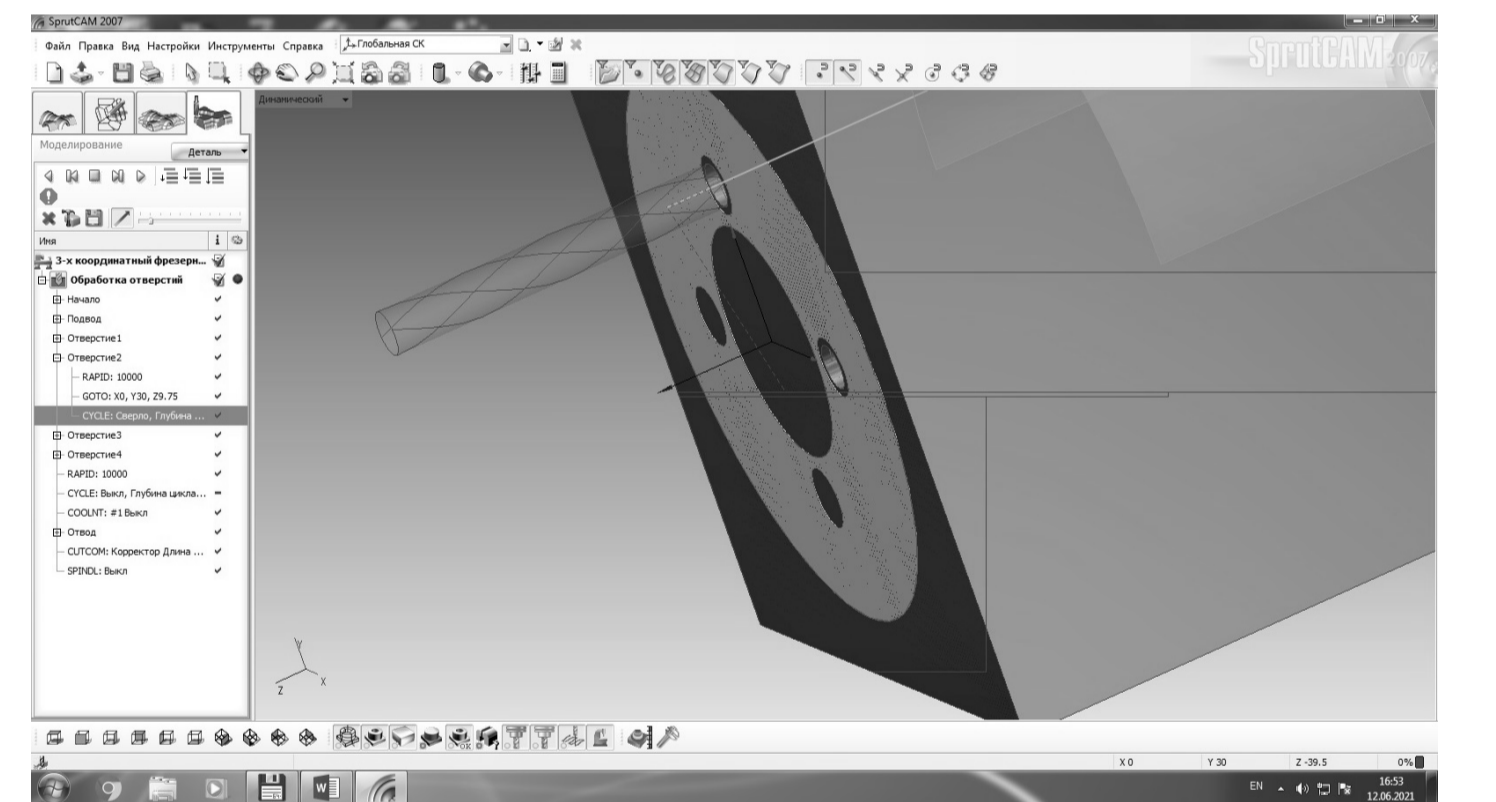 SprutCAM 2007
Файл Правка Вид Настройки Инструменты Справка
Глобальная СК
SprutCAM 2007
Динамический
Моделирование
Деталь
Имя
3-х координатный фрезерн...
Обработка отверстий
Начало
Подвод
Отверстие1
Отверстие2
RAPID: 10000
GOTO: X0, Y30, Z9.75
CYCLE: Сверло, Глубина ...
Отверстие3
Отверстие4
RAPID: 10000
CYCLE: Выкл, Глубина цикла...
COOLNT: #1 Выкл
Отвод
CUTCOM: Корректор Длина ...
SPINDL: Выкл
Y
Z
X
X 0
Y 30
Z -39.5
0%
EN
16:53
12.06.2021